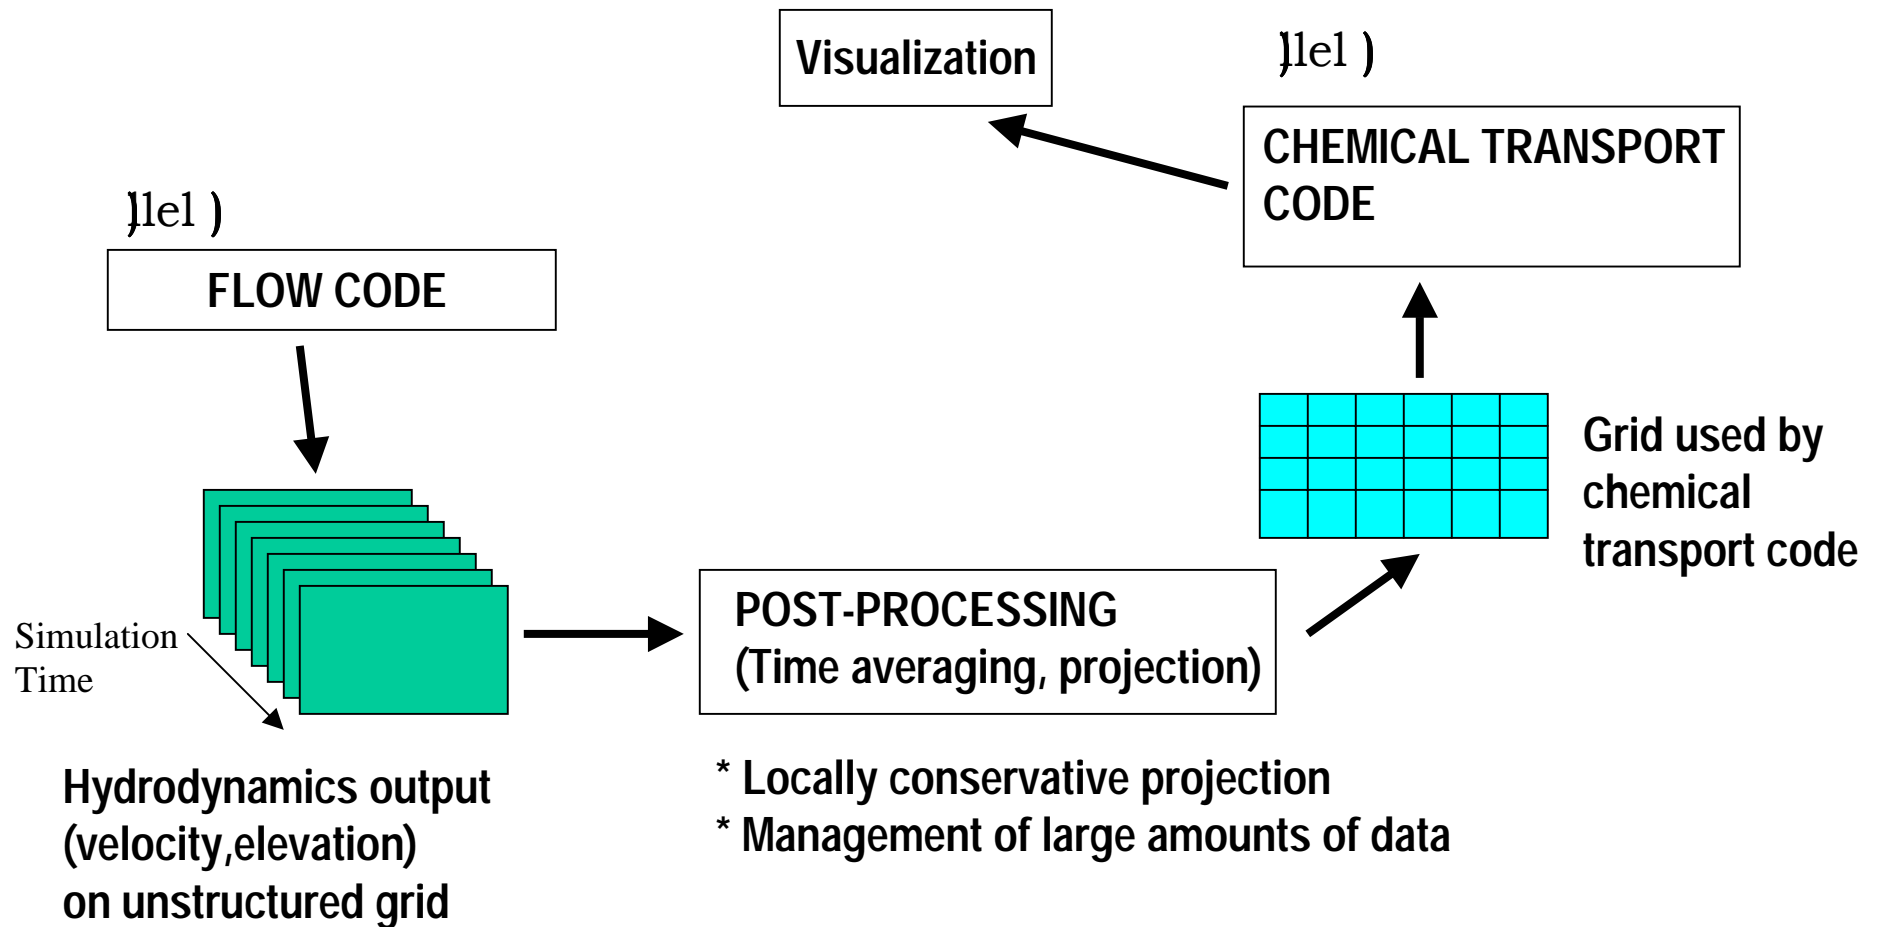 Visualization
CHEMICAL TRANSPORT
CODE
FLOW CODE
Simulation
Time
POST-PROCESSING
(Time averaging, projection)
Grid used by
chemical
transport code
* Locally conservative projection
* Management of large amounts of data
Hydrodynamics output
(velocity,elevation)
on unstructured grid